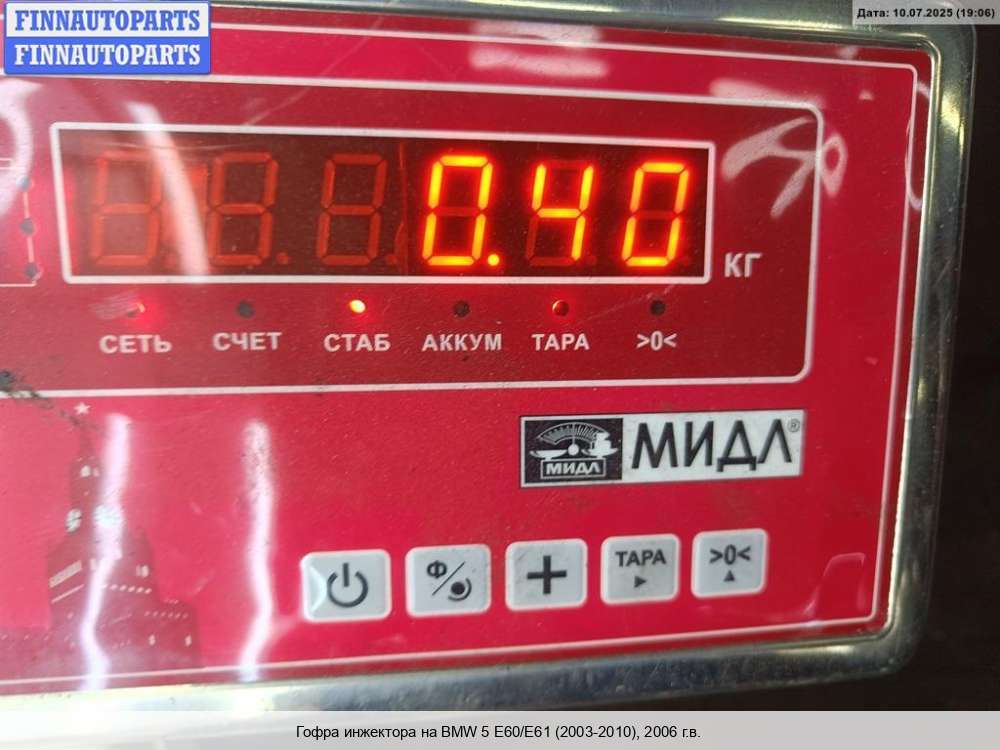 FINNAUTOPARTS
FINNAUTOPARTS
Дата: 10.07.2025 (19:06)
0.40
КГ
СЕТЬ СЧЕТ СТАБ АККУМ ТАРА >0<
МИДЛ МИДЛ®
Ф ТАРА >0<
Гофра инжектора на BMW 5 E60/E61 (2003-2010), 2006 г.в.